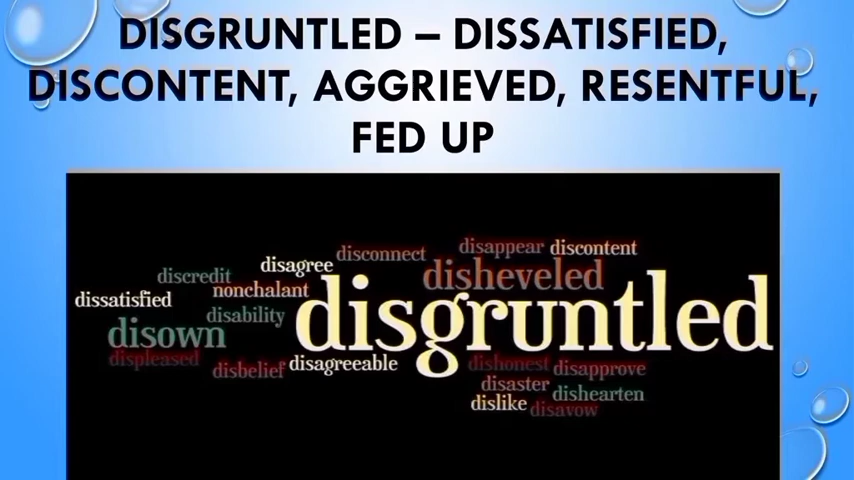 DISGRUNTLED – DISSATISFIED,
DISCONTENT, AGGRIEVED, RESENTFUL,
FED UP
disappear discontent
disconnect
disagree
disheveled
discredit
nonchalant
dissatisfied
disgruntled
disability
disown
displeased
disbelief disagreeable
dishonest disapprove
disaster
dishearten
dislike
disavow